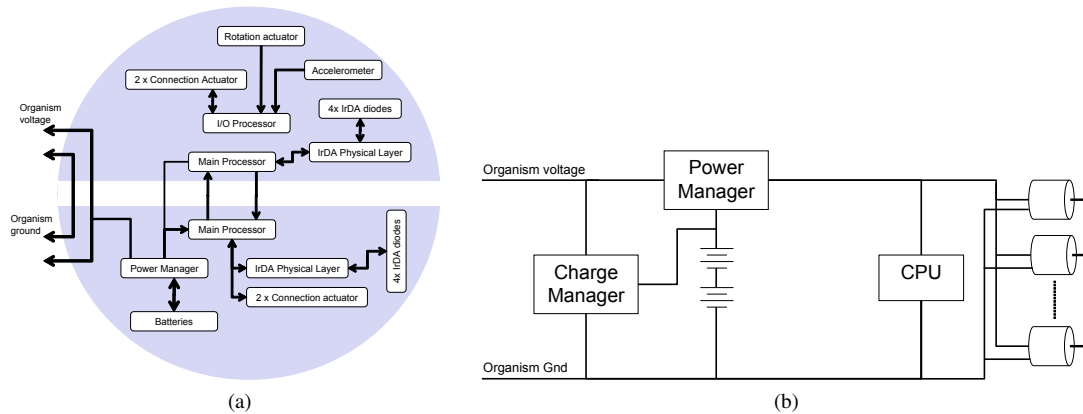 Rotation actuator
2 x Connection Actuator
Accelerometer
4x IrDA diodes
Organism
voltage
I/O Processor
IrDA Physical Layer
Main Processor
Organism
ground
Main Processor
4x IrDA diodes
Power Manager
IrDA Physical Layer
2 x Connection actuator
Batteries
(a)
Organism voltage
Power
Manager
Charge
Manager
CPU
Organism Gnd
(b)